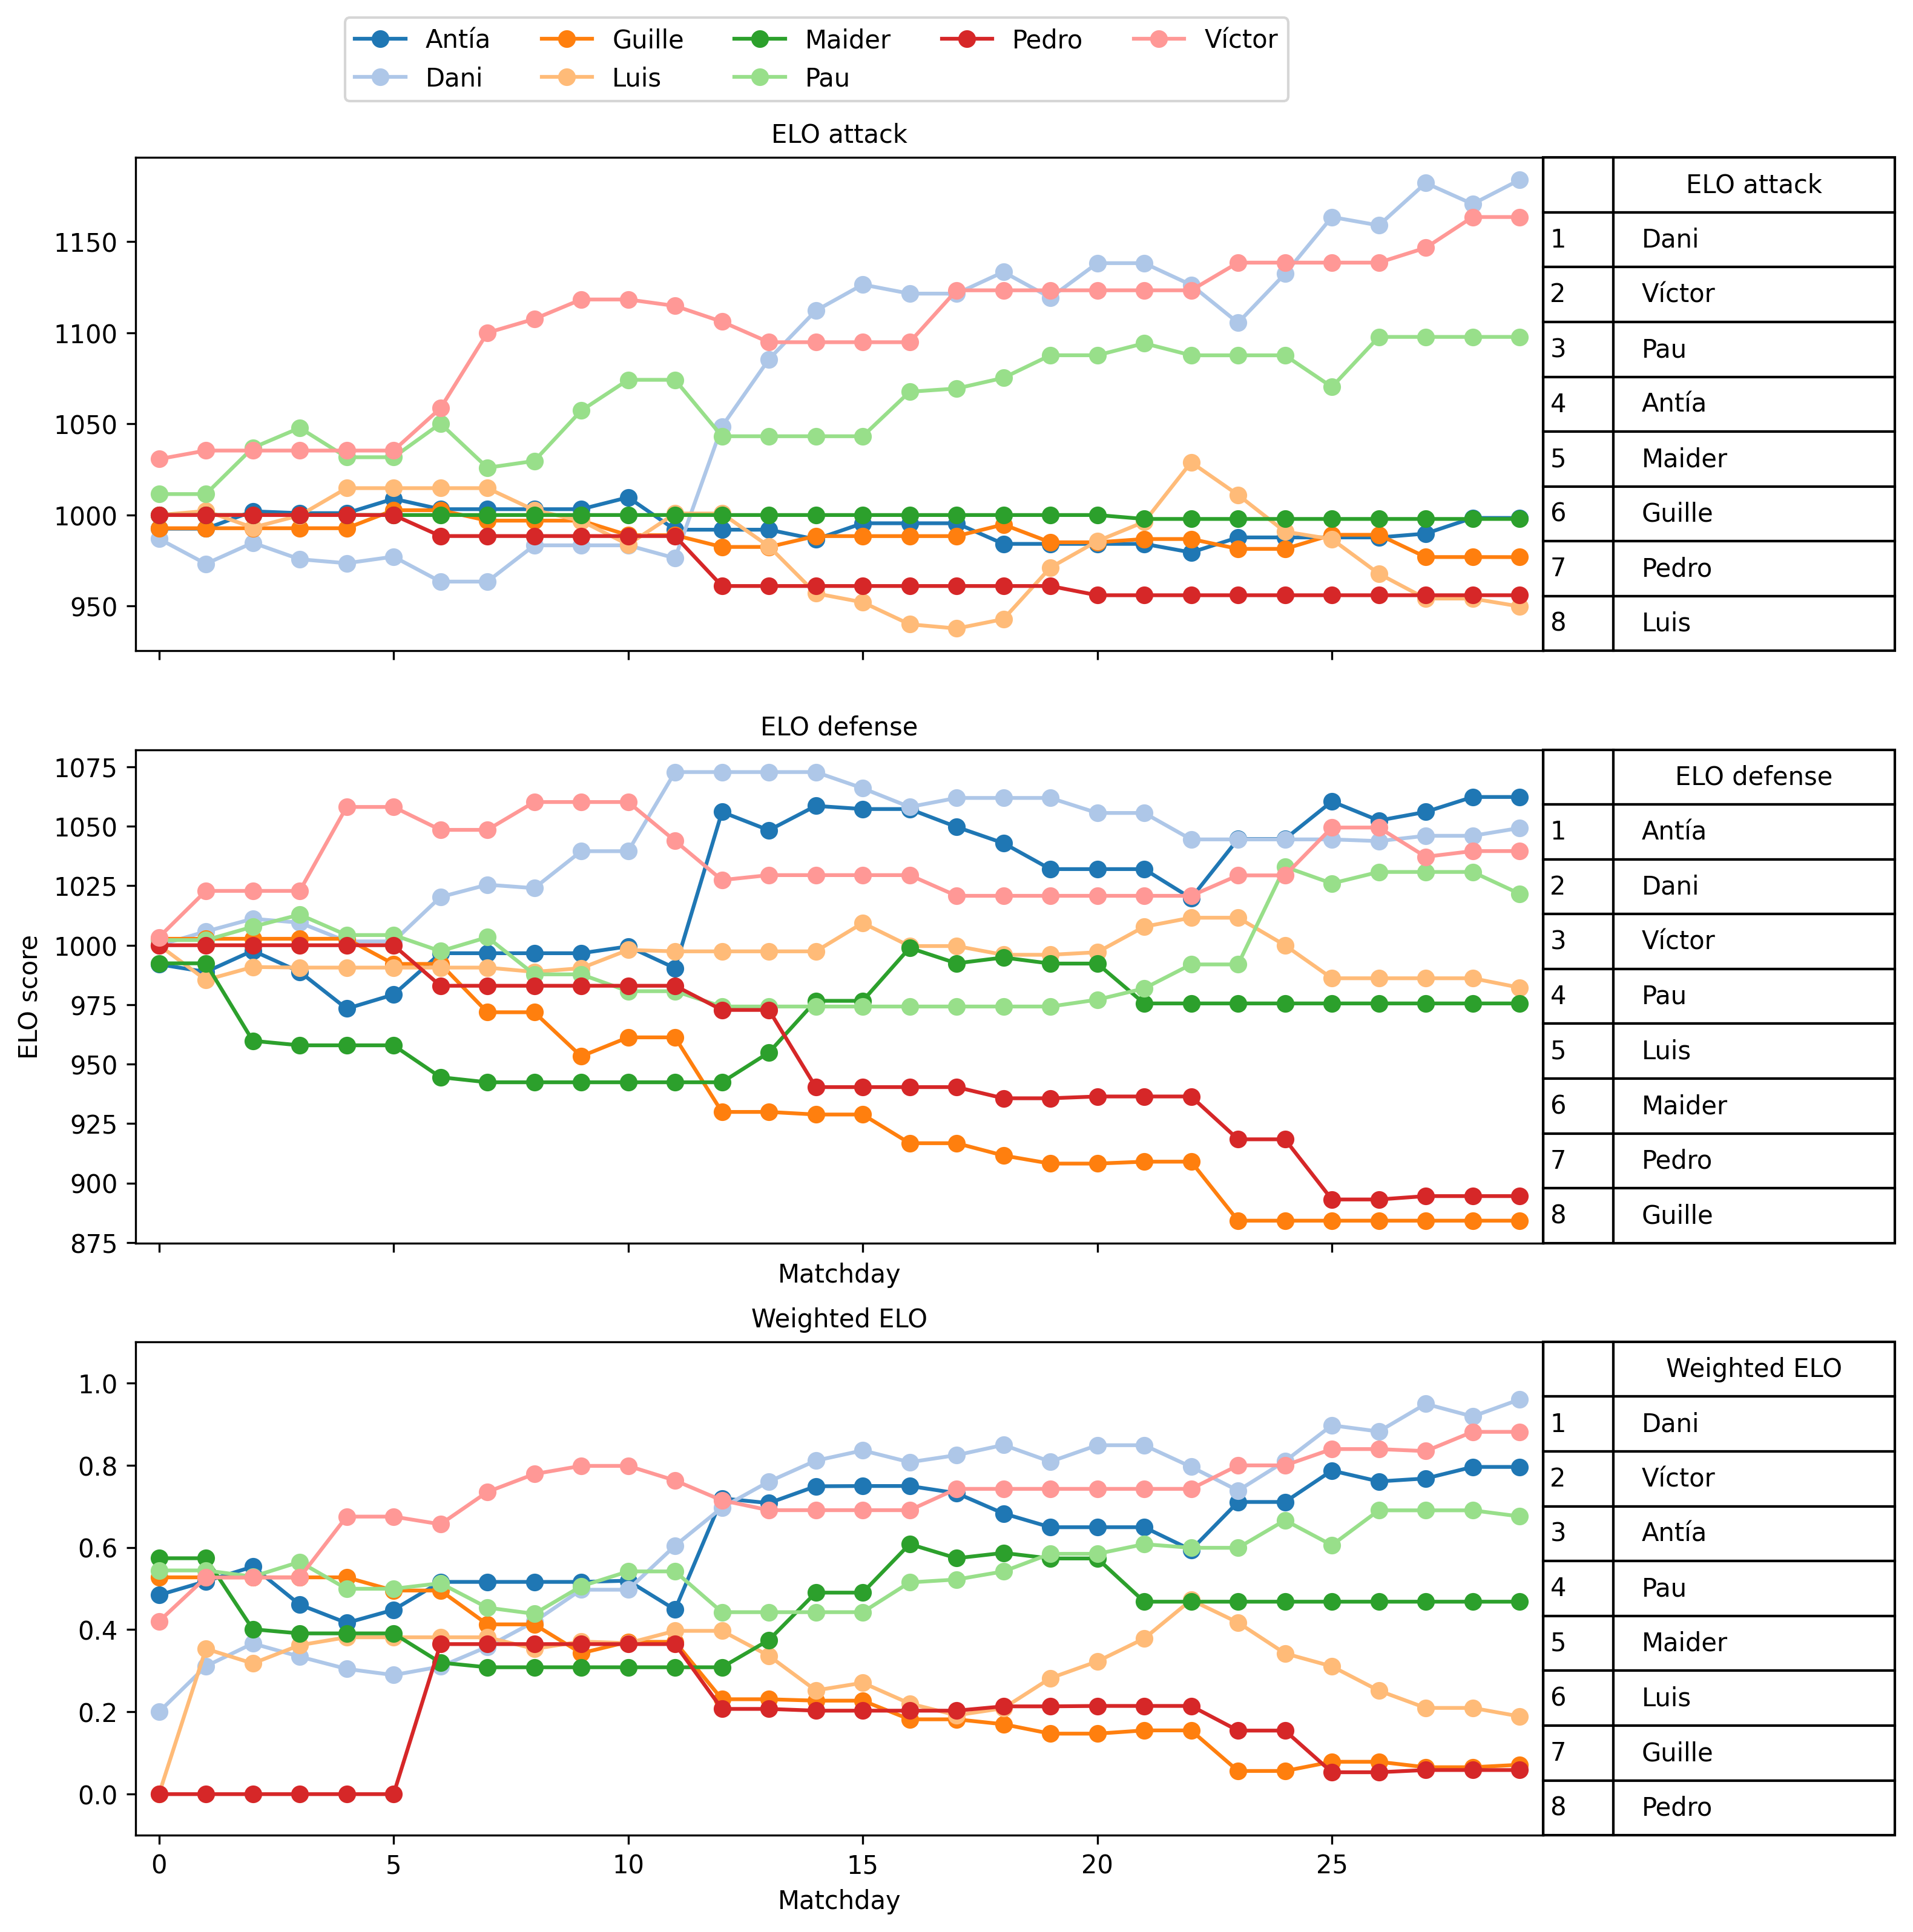 Antía Guille Maider Pedro Víctor
Dani Luis Pau
ELO attack
ELO attack
1 Dani
2 Víctor
3 Pau
4 Antía
5 Maider
6 Guille
7 Pedro
8 Luis
1150
1100
1050
1000
950
ELO defense
ELO defense
1 Antía
2 Dani
3 Víctor
4 Pau
5 Luis
6 Maider
7 Pedro
8 Guille
1075
1050
1025
1000
975
950
925
900
875
ELO score
Matchday
Weighted ELO
Weighted ELO
1 Dani
2 Víctor
3 Antía
4 Pau
5 Maider
6 Luis
7 Guille
8 Pedro
1.0
0.8
0.6
0.4
0.2
0.0
0 5 10 15 20 25
Matchday